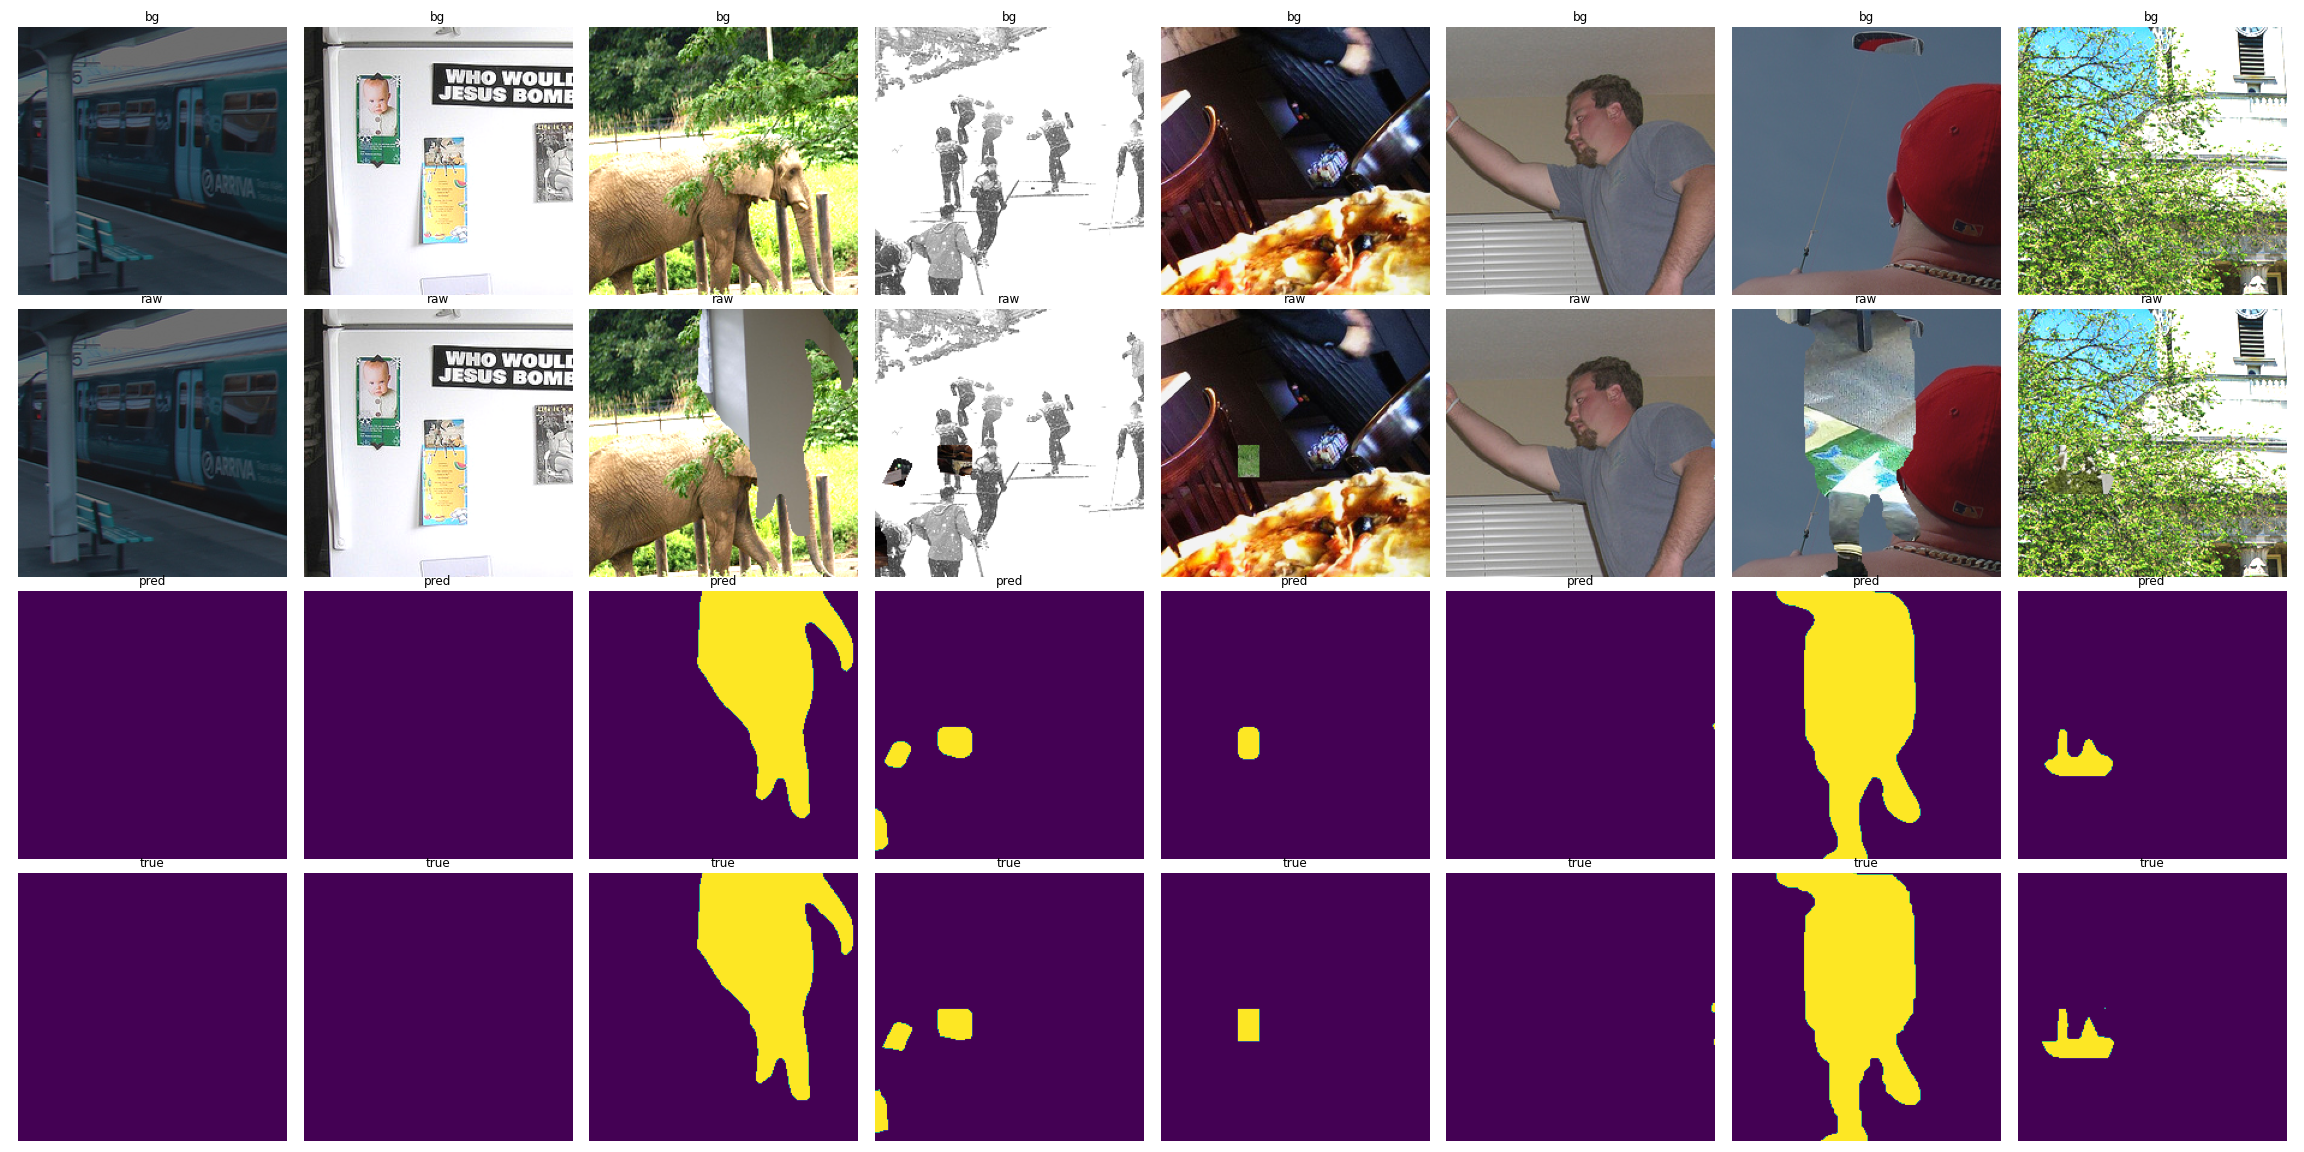 bg bg bg bg bg bg bg bg
5
WHO WOULD
JESUS BOMB
ARRIVA
raw raw raw raw raw raw raw raw
5
WHO WOULD
JESUS BOMB
ARRIVA
pred pred pred pred pred pred pred pred
true true true true true true true true